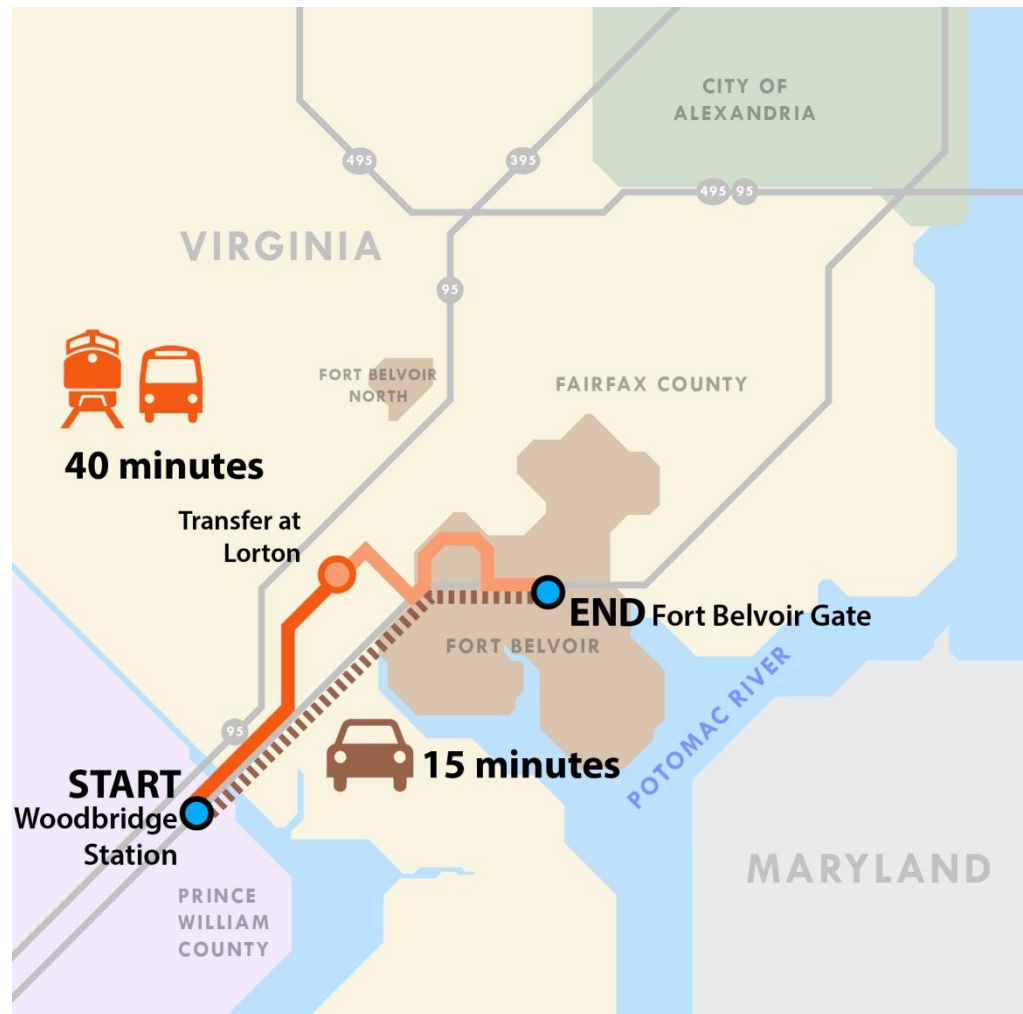 CITY OF
ALEXANDRIA
495
395
495 95
VIRGINIA
95
FORT BELVOIR
NORTH
FAIRFAX COUNTY
40 minutes
Transfer at
Lorton
END Fort Belvoir Gate
FORT BELVOIR
POTOMAC RIVER
95
15 minutes
START
Woodbridge
Station
MARYLAND
PRINCE
WILLIAM
COUNTY